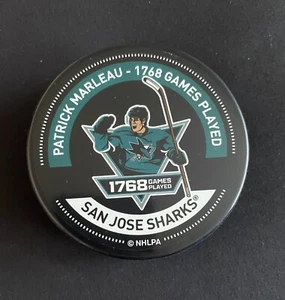 PATRICK MARLEAU - 1768 GAMES PLAYED
1768 GAMES
PLAYED
SAN JOSE SHARKS®
© NHLPA